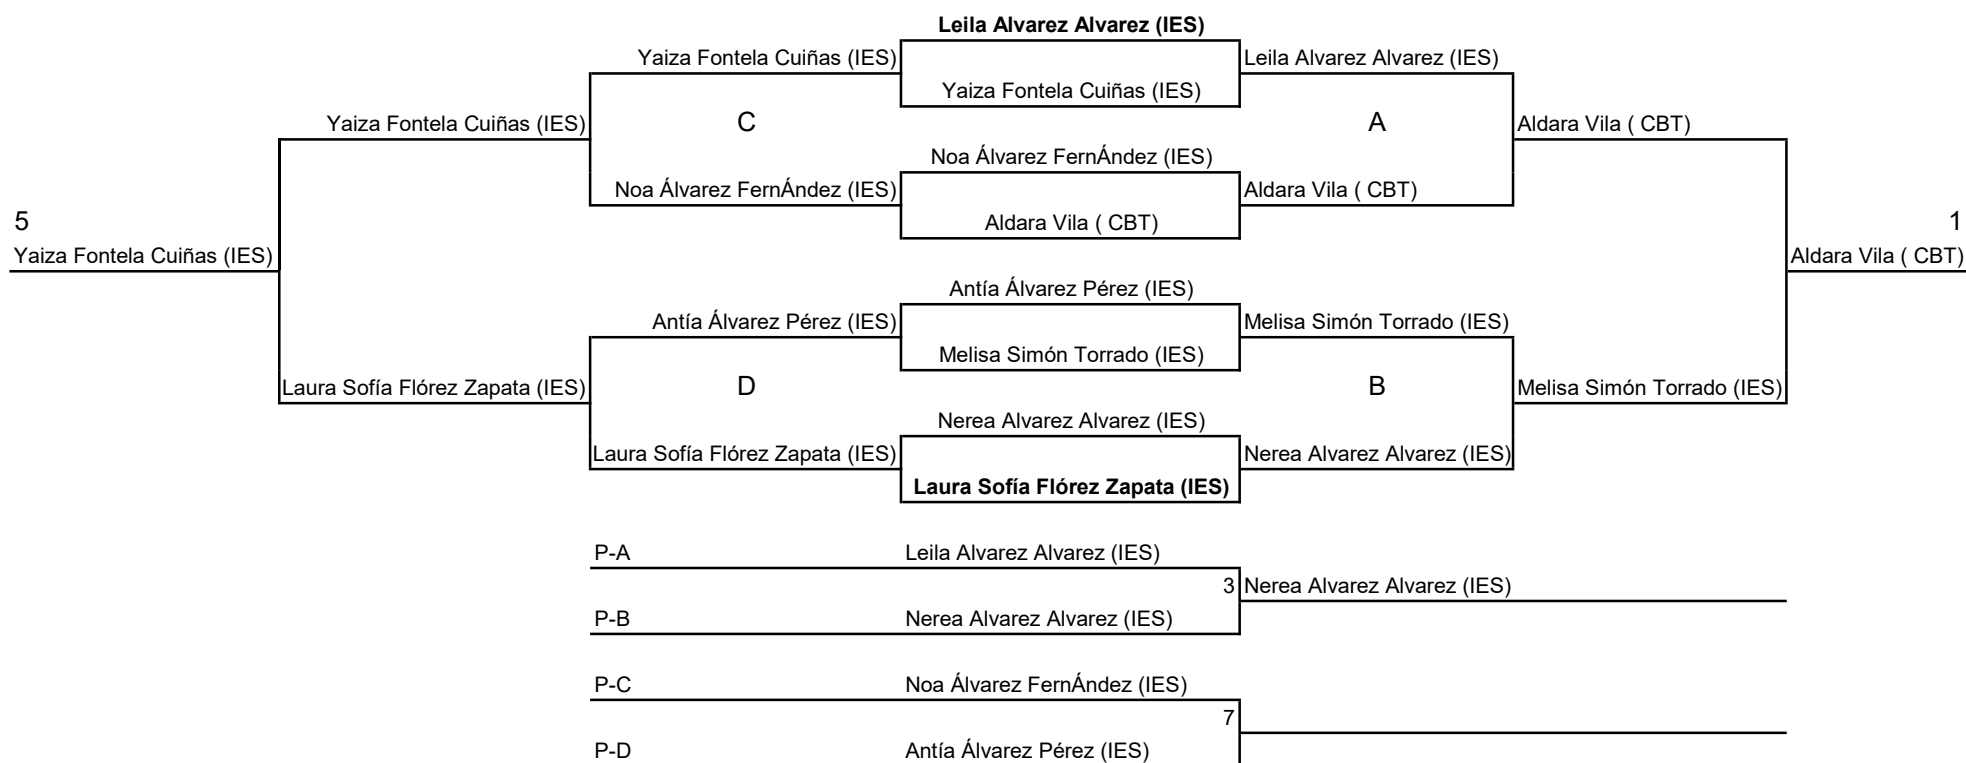 Leila Alvarez Alvarez (IES)
Yaiza Fontela Cuiñas (IES) Leila Alvarez Alvarez (IES)
Yaiza Fontela Cuiñas (IES)
Yaiza Fontela Cuiñas (IES) C A Aldara Vila ( CBT)
Noa Álvarez FernÁndez (IES)
Noa Álvarez FernÁndez (IES) Aldara Vila ( CBT)
5 Aldara Vila ( CBT) 1
Yaiza Fontela Cuiñas (IES) Aldara Vila ( CBT)
Antía Álvarez Pérez (IES)
Antía Álvarez Pérez (IES) Melisa Simón Torrado (IES)
Melisa Simón Torrado (IES)
Laura Sofía Flórez Zapata (IES) D B Melisa Simón Torrado (IES)
Nerea Alvarez Alvarez (IES)
Laura Sofía Flórez Zapata (IES) Nerea Alvarez Alvarez (IES)
Laura Sofía Flórez Zapata (IES)
P-A Leila Alvarez Alvarez (IES)
3 Nerea Alvarez Alvarez (IES)
P-B Nerea Alvarez Alvarez (IES)
P-C Noa Álvarez FernÁndez (IES)
7
P-D Antía Álvarez Pérez (IES)